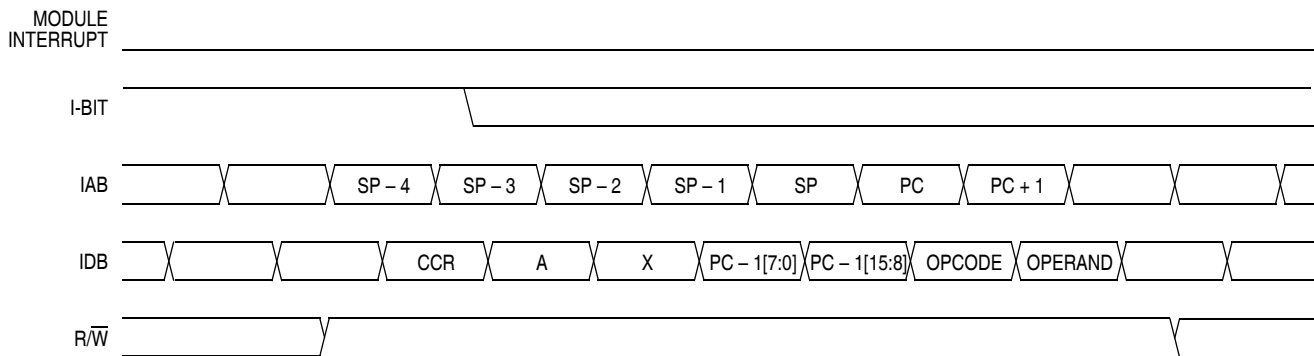 MODULE
INTERRUPT
I-BIT
IAB SP – 4 SP – 3 SP – 2 SP – 1 SP PC PC + 1
IDB CCR A X PC – 1[7:0] PC – 1[15:8] OPCODE OPERAND
R/W̅